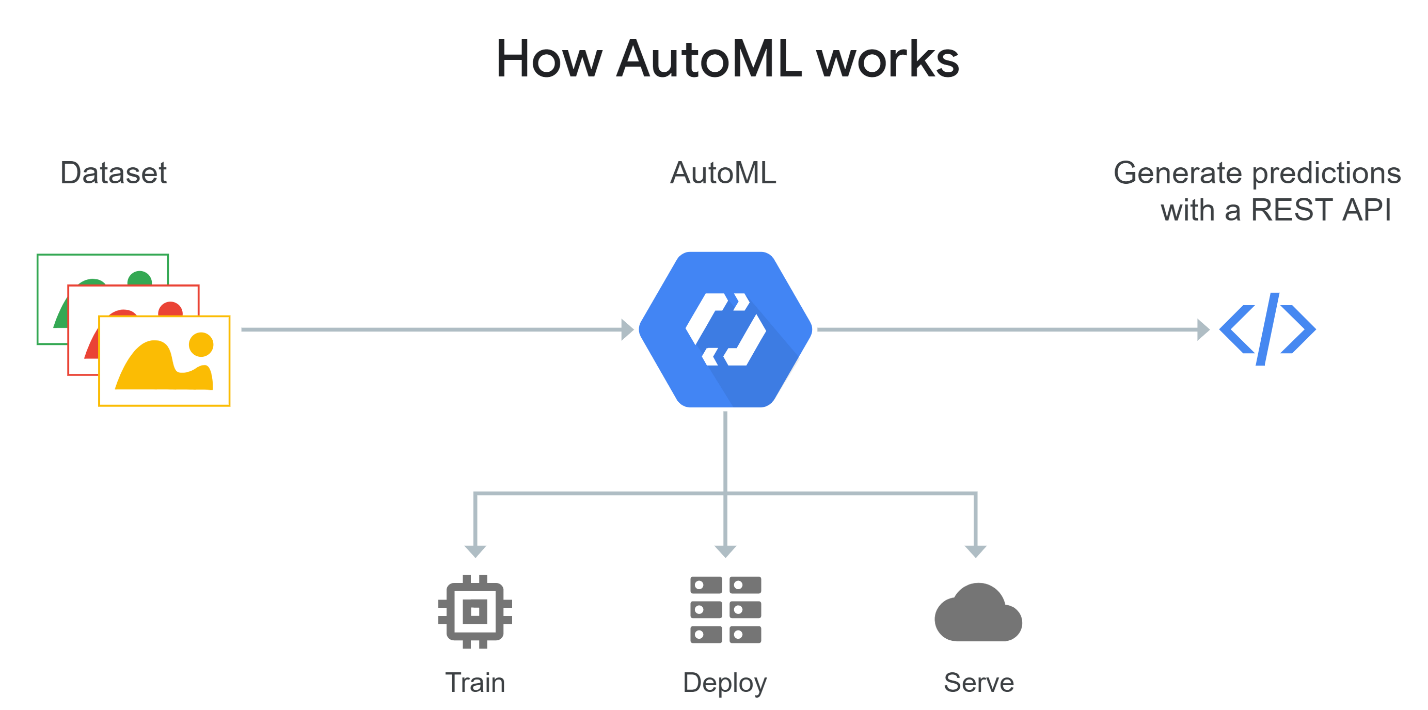 How AutoML works
Dataset
AutoML
Generate predictions
with a REST API
Train
Deploy
Serve